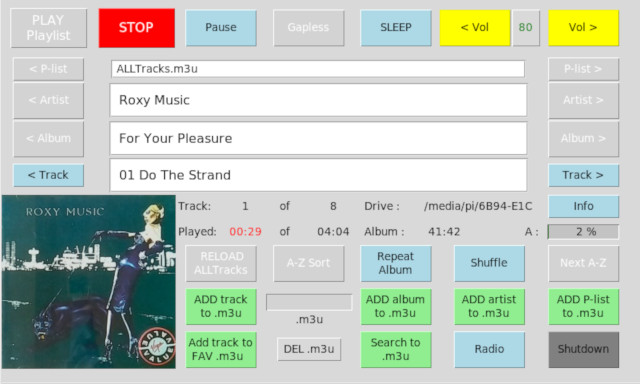 PLAY
Playlist
STOP
Pause
Gapless
SLEEP
< Vol
80
Vol >
< P-list
ALLTracks.m3u
P-list >
< Artist
Roxy Music
Artist >
< Album
For Your Pleasure
Album >
< Track
01 Do The Strand
Track >
ROXY MUSIC
Track: 1 of 8 Drive : /media/pi/6B94-E1C
Info
Played: 00:29 of 04:04 Album : 41:42 A : 2 %
RELOAD
ALLTracks
A-Z Sort
Repeat
Album
Shuffle
Next A-Z
ADD track
to .m3u
.m3u
ADD album
to .m3u
ADD artist
to .m3u
ADD P-list
to .m3u
Add track to
FAV .m3u
DEL .m3u
Search to
.m3u
Radio
Shutdown
Virgin
VALUE
VALUE